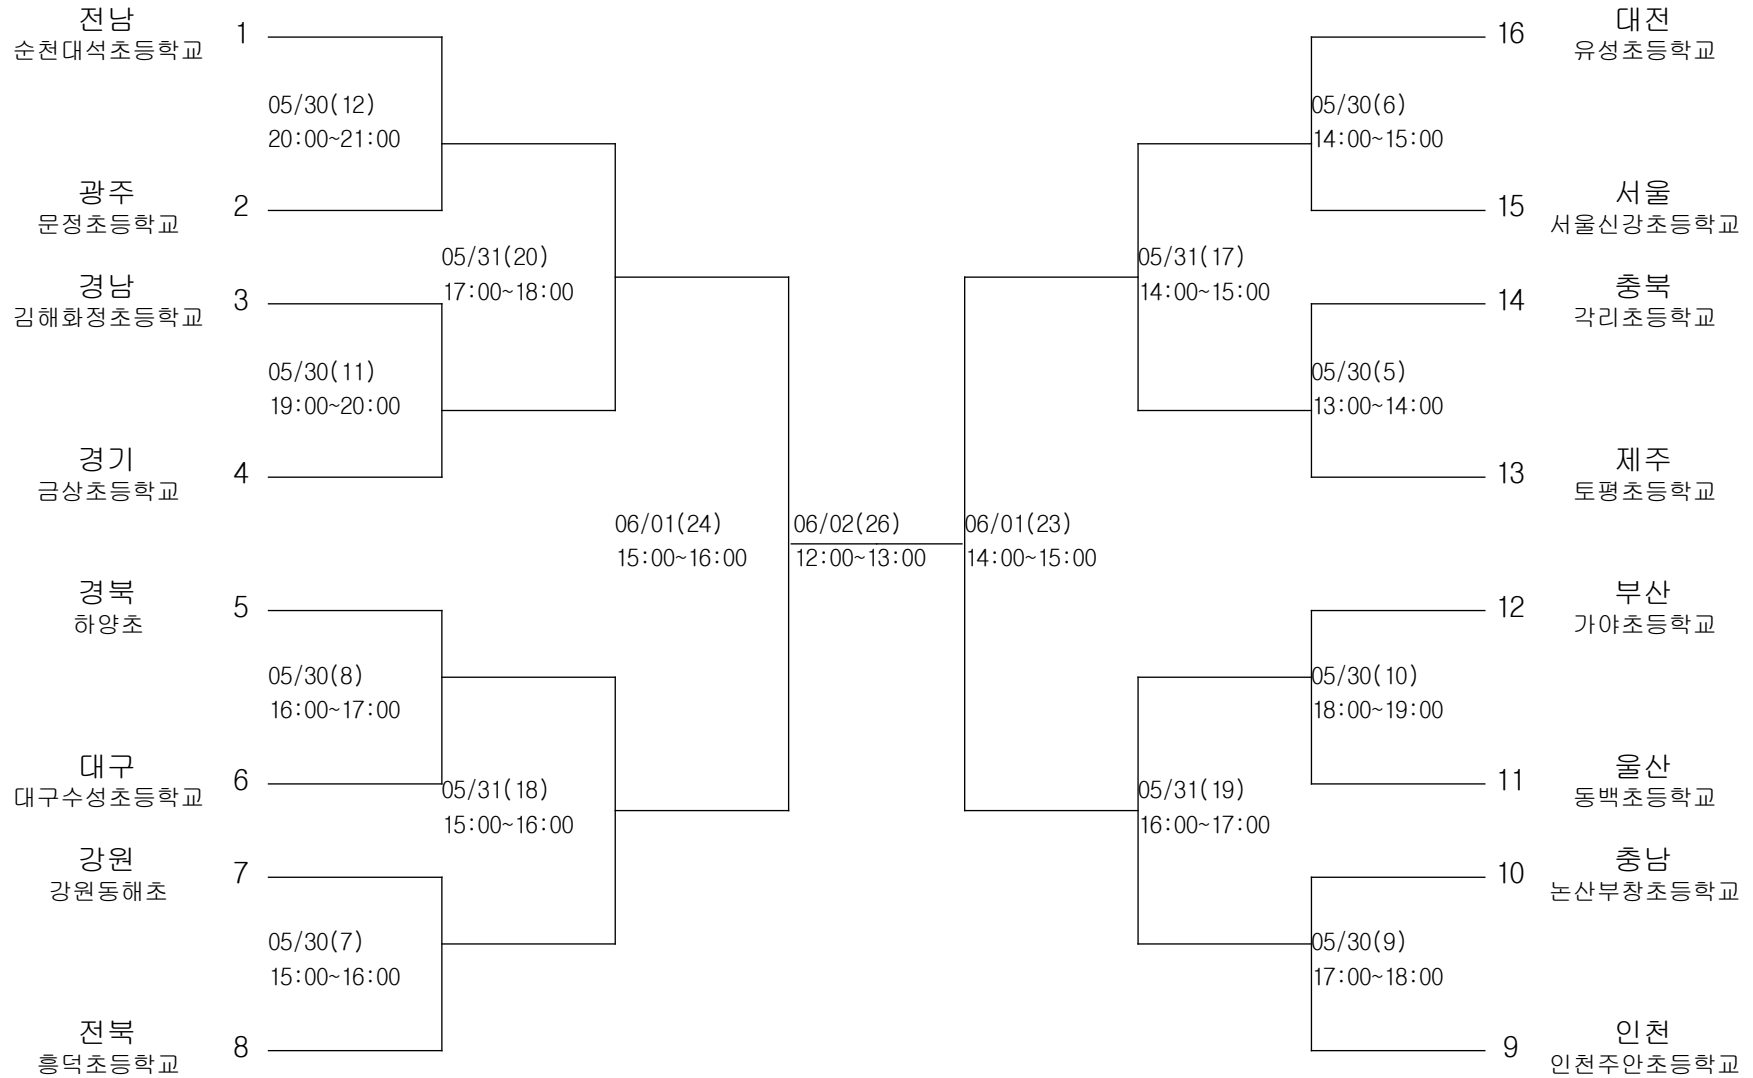 전남
순천대석초등학교
1
05/30(12)
20:00~21:00
광주
문정초등학교
2
05/31(20)
17:00~18:00
경남
김해화정초등학교
3
05/30(11)
19:00~20:00
경기
금상초등학교
4
06/01(24)
15:00~16:00
경북
하양초
5
05/30(8)
16:00~17:00
대구
대구수성초등학교
6
05/31(18)
15:00~16:00
강원
강원동해초
7
05/30(7)
15:00~16:00
전북
흥덕초등학교
8
06/02(26)
12:00~13:00
16
대전
유성초등학교
05/30(6)
14:00~15:00
15
서울
서울신강초등학교
05/31(17)
14:00~15:00
14
충북
각리초등학교
05/30(5)
13:00~14:00
13
제주
토평초등학교
06/01(23)
14:00~15:00
12
부산
가야초등학교
05/30(10)
18:00~19:00
11
울산
동백초등학교
05/31(19)
16:00~17:00
10
충남
논산부창초등학교
05/30(9)
17:00~18:00
9
인천
인천주안초등학교